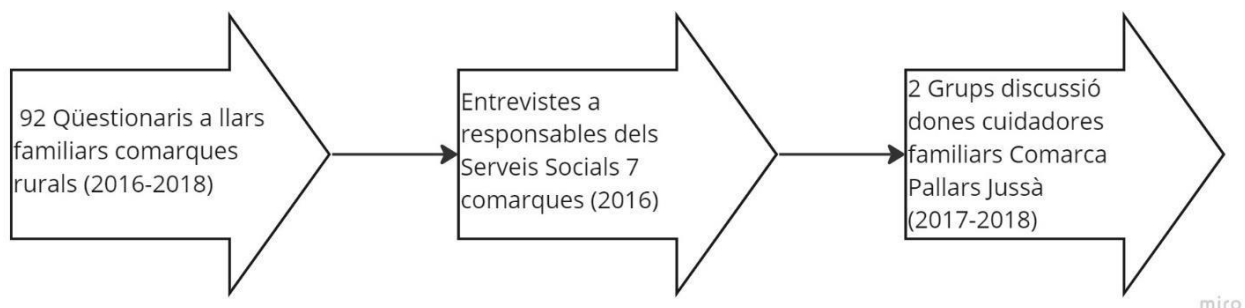 92 Qüestionaris a llars
familiars comarques
rurals (2016-2018)
Entrevistes a
responsables dels
Serveis Socials 7
comarques (2016)
2 Grups discussió
dones cuidadores
familiars Comarca
Pallars Jussà
(2017-2018)
miro